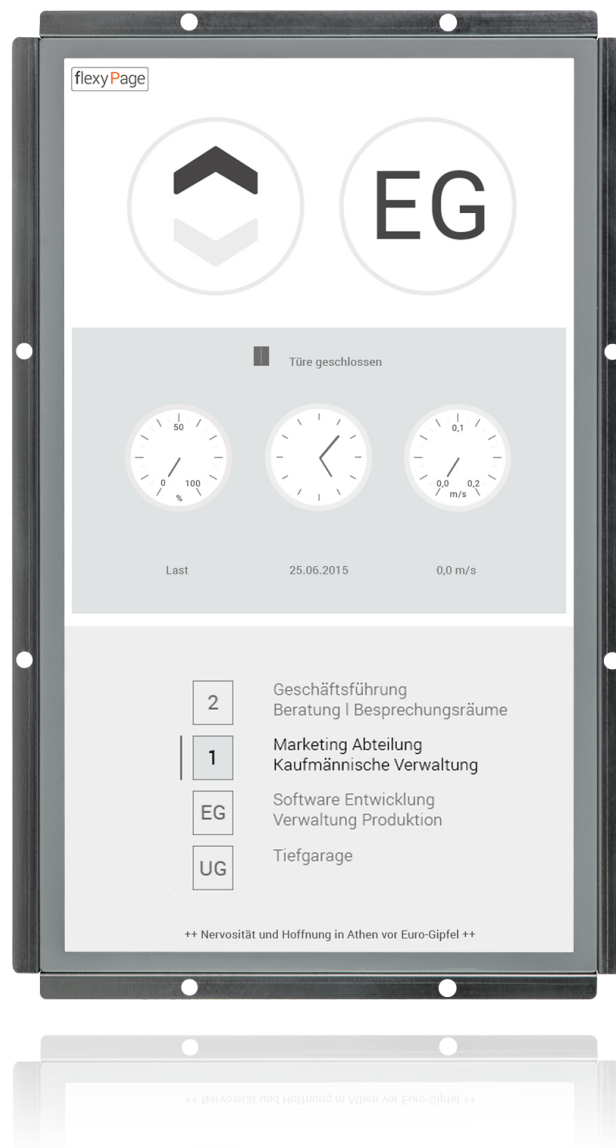 flexyPage
EG
Türe geschlossen
50
0 100
%
0,1
0,0 0,2
m/s
Last 25.06.2015 0,0 m/s
2 Geschäftsführung
Beratung | Besprechungsräume
1 Marketing Abteilung
Kaufmännische Verwaltung
EG Software Entwicklung
Verwaltung Produktion
UG Tiefgarage
++ Nervosität und Hoffnung in Athen vor Euro-Gipfel ++